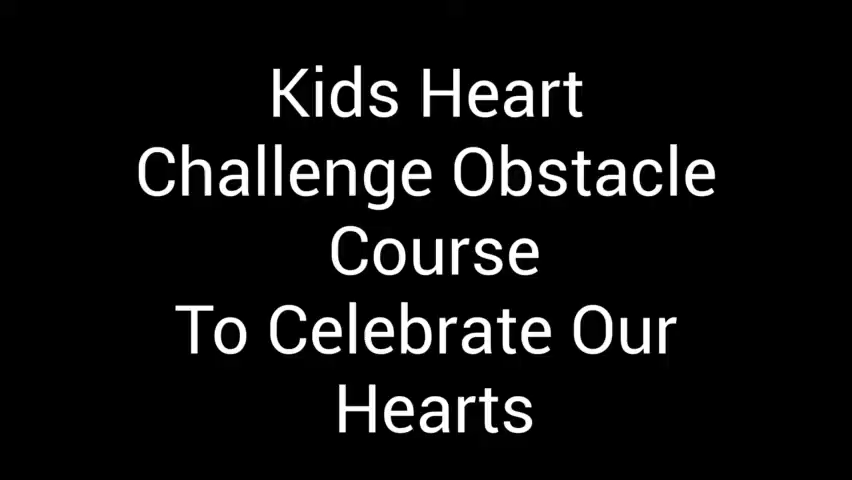 Kids Heart
Challenge Obstacle
Course
To Celebrate Our
Hearts